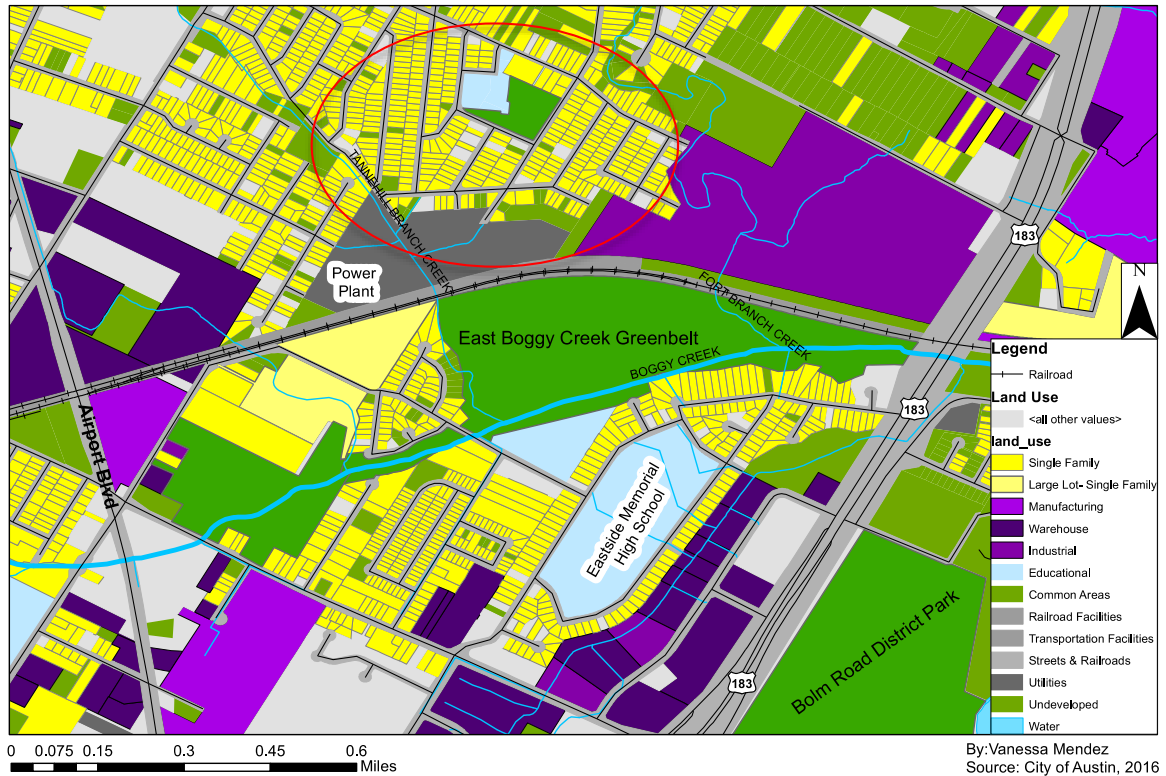 TANNEHILL BRANCH CREEK
183
N
Power
Plant
FORT BRANCH CREEK
East Boggy Creek Greenbelt
BOGGY CREEK
183
Airport Blvd
Eastside Memorial
High School
Bolm Road District Park
183
Legend
Railroad
Land Use
<all other values>
land_use
Single Family
Large Lot- Single Family
Manufacturing
Warehouse
Industrial
Educational
Common Areas
Railroad Facilities
Transportation Facilities
Streets & Railroads
Utilities
Undeveloped
Water
0 0.075 0.15 0.3 0.45 0.6
Miles
By:Vanessa Mendez
Source: City of Austin, 2016